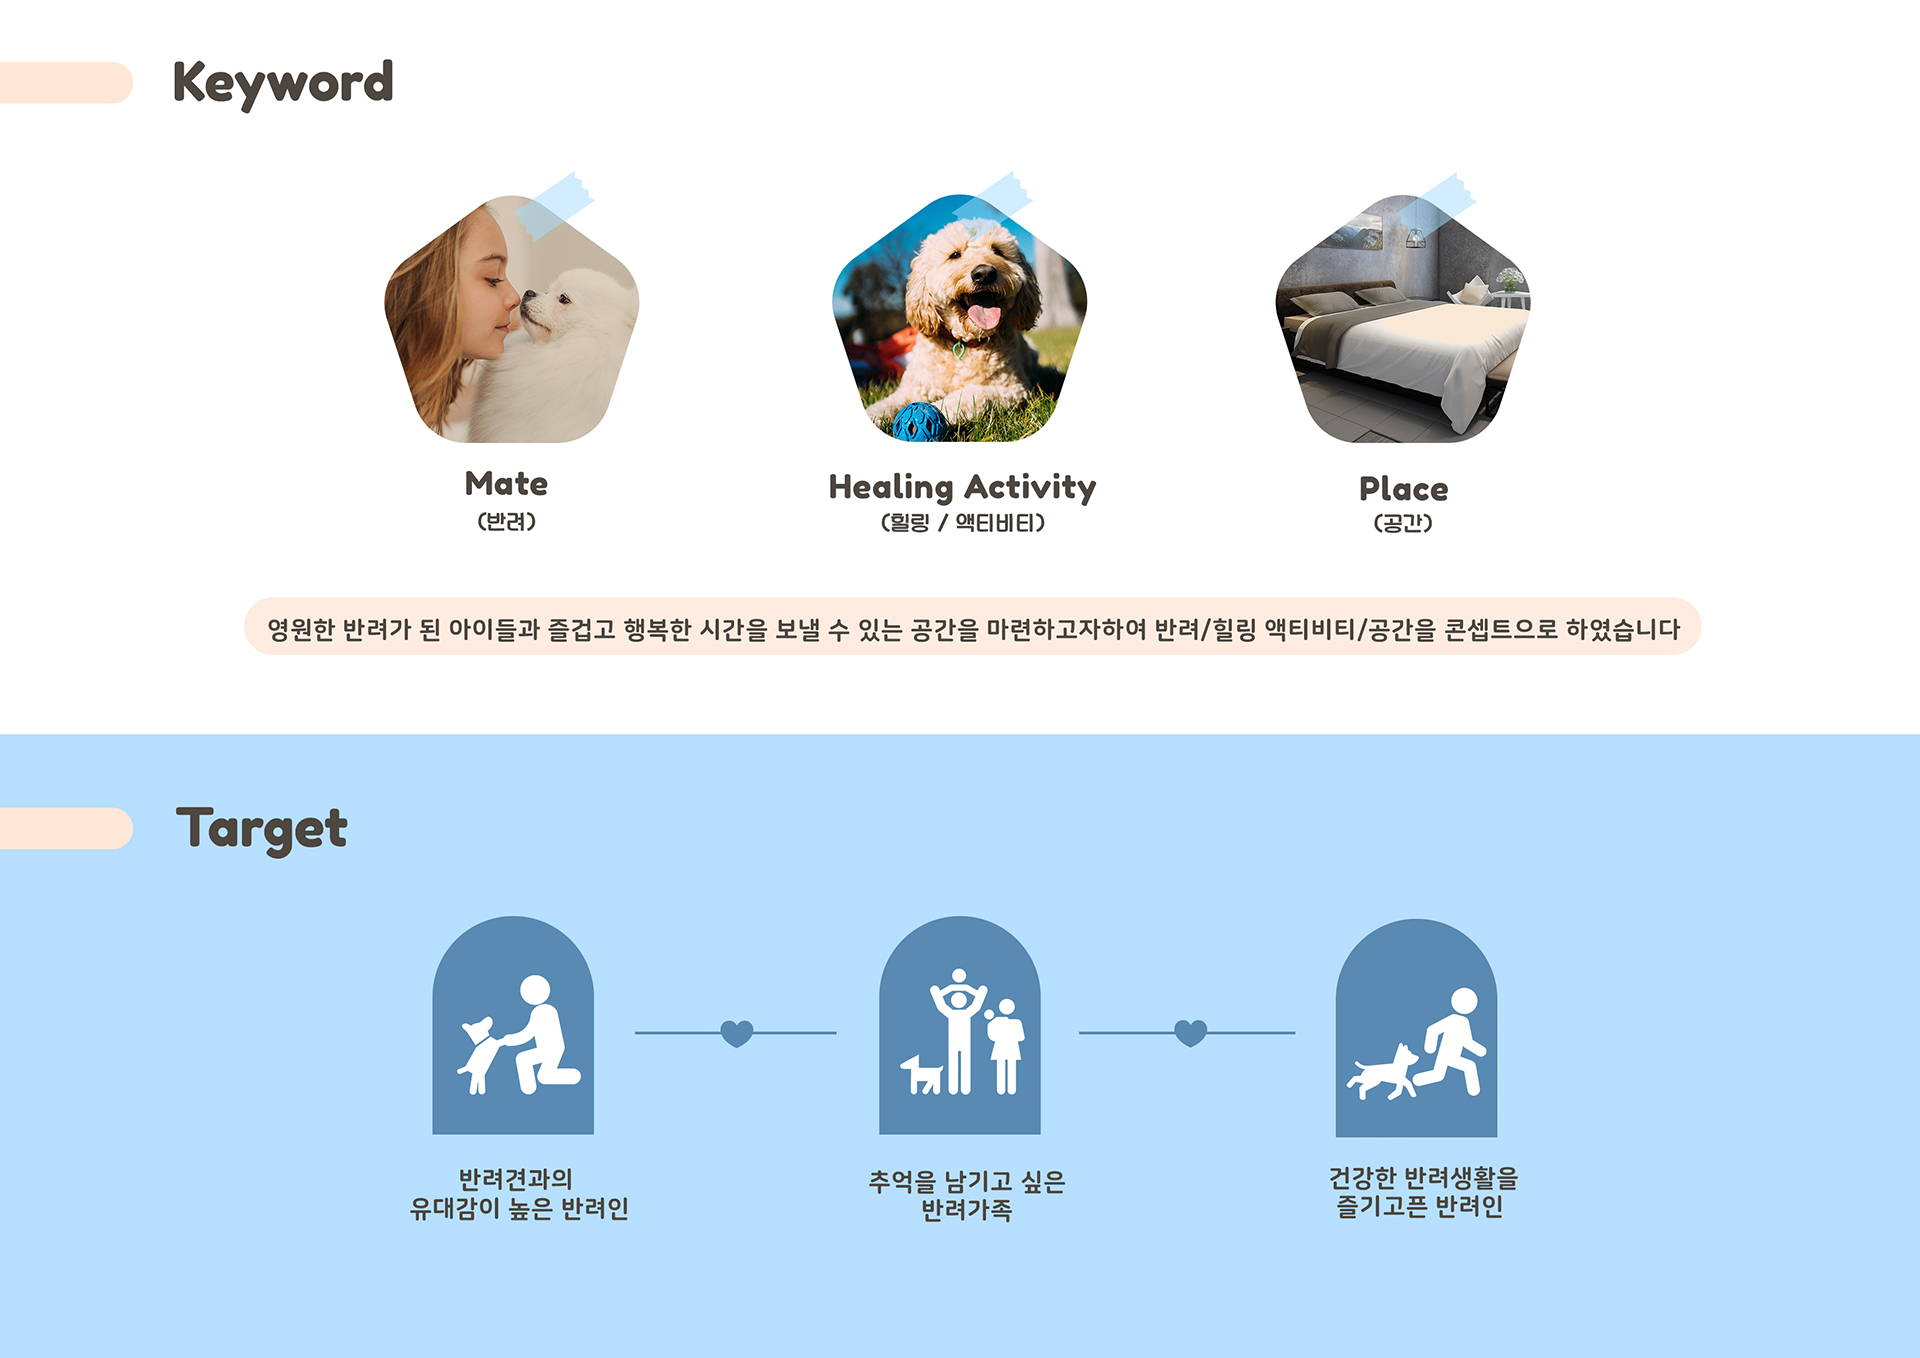 Keyword
Mate
(반려)
Healing Activity
(힐링 / 액티비티)
Place
(공간)
영원한 반려가 된 아이들과 즐겁고 행복한 시간을 보낼 수 있는 공간을 마련하고자하여 반려/힐링 액티비티/공간을 콘셉트으로 하였습니다
Target
반려견과의
유대감이 높은 반려인
추억을 남기고 싶은
반려가족
건강한 반려생활을
즐기고픈 반려인